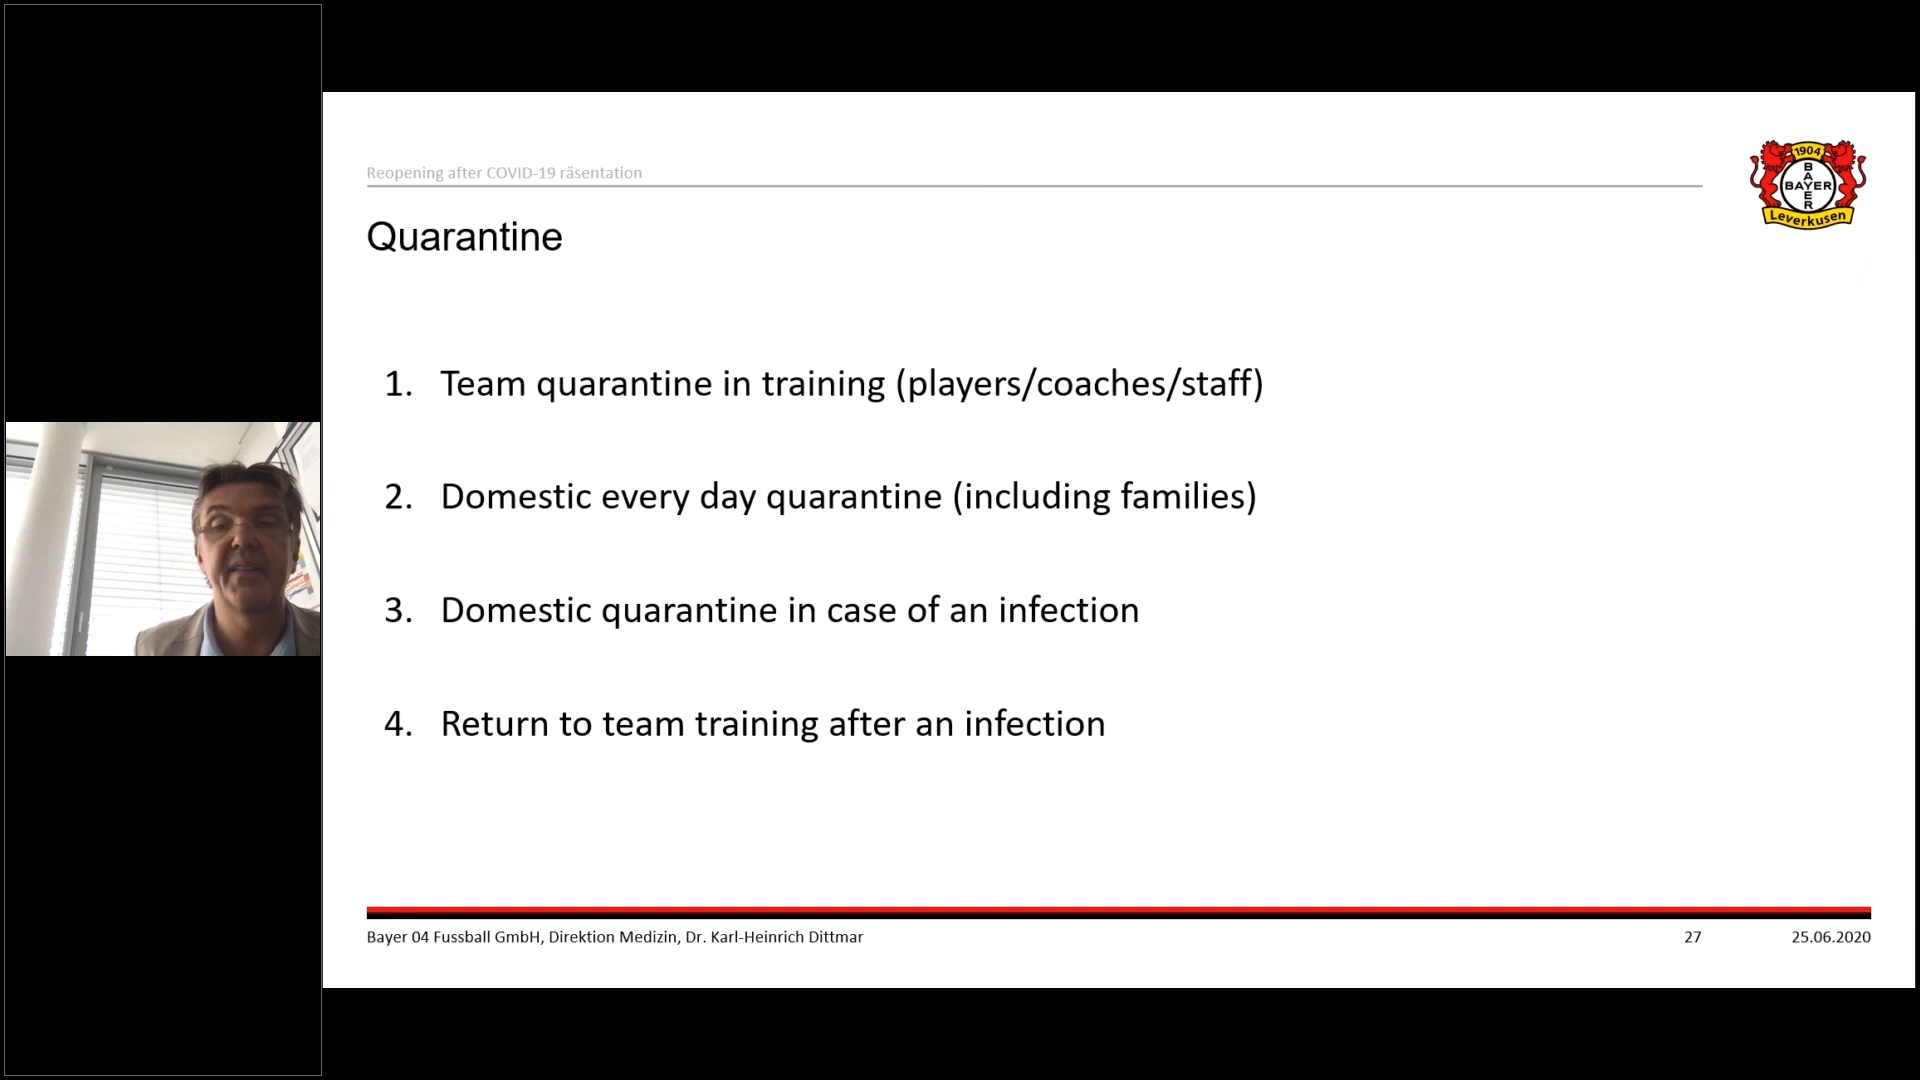 Reopening after COVID-19 räsentation
1904
BAYER
BAYER
Leverkusen
Quarantine
1. Team quarantine in training (players/coaches/staff)
2. Domestic every day quarantine (including families)
3. Domestic quarantine in case of an infection
4. Return to team training after an infection
Bayer 04 Fussball GmbH, Direktion Medizin, Dr. Karl-Heinrich Dittmar
27
25.06.2020